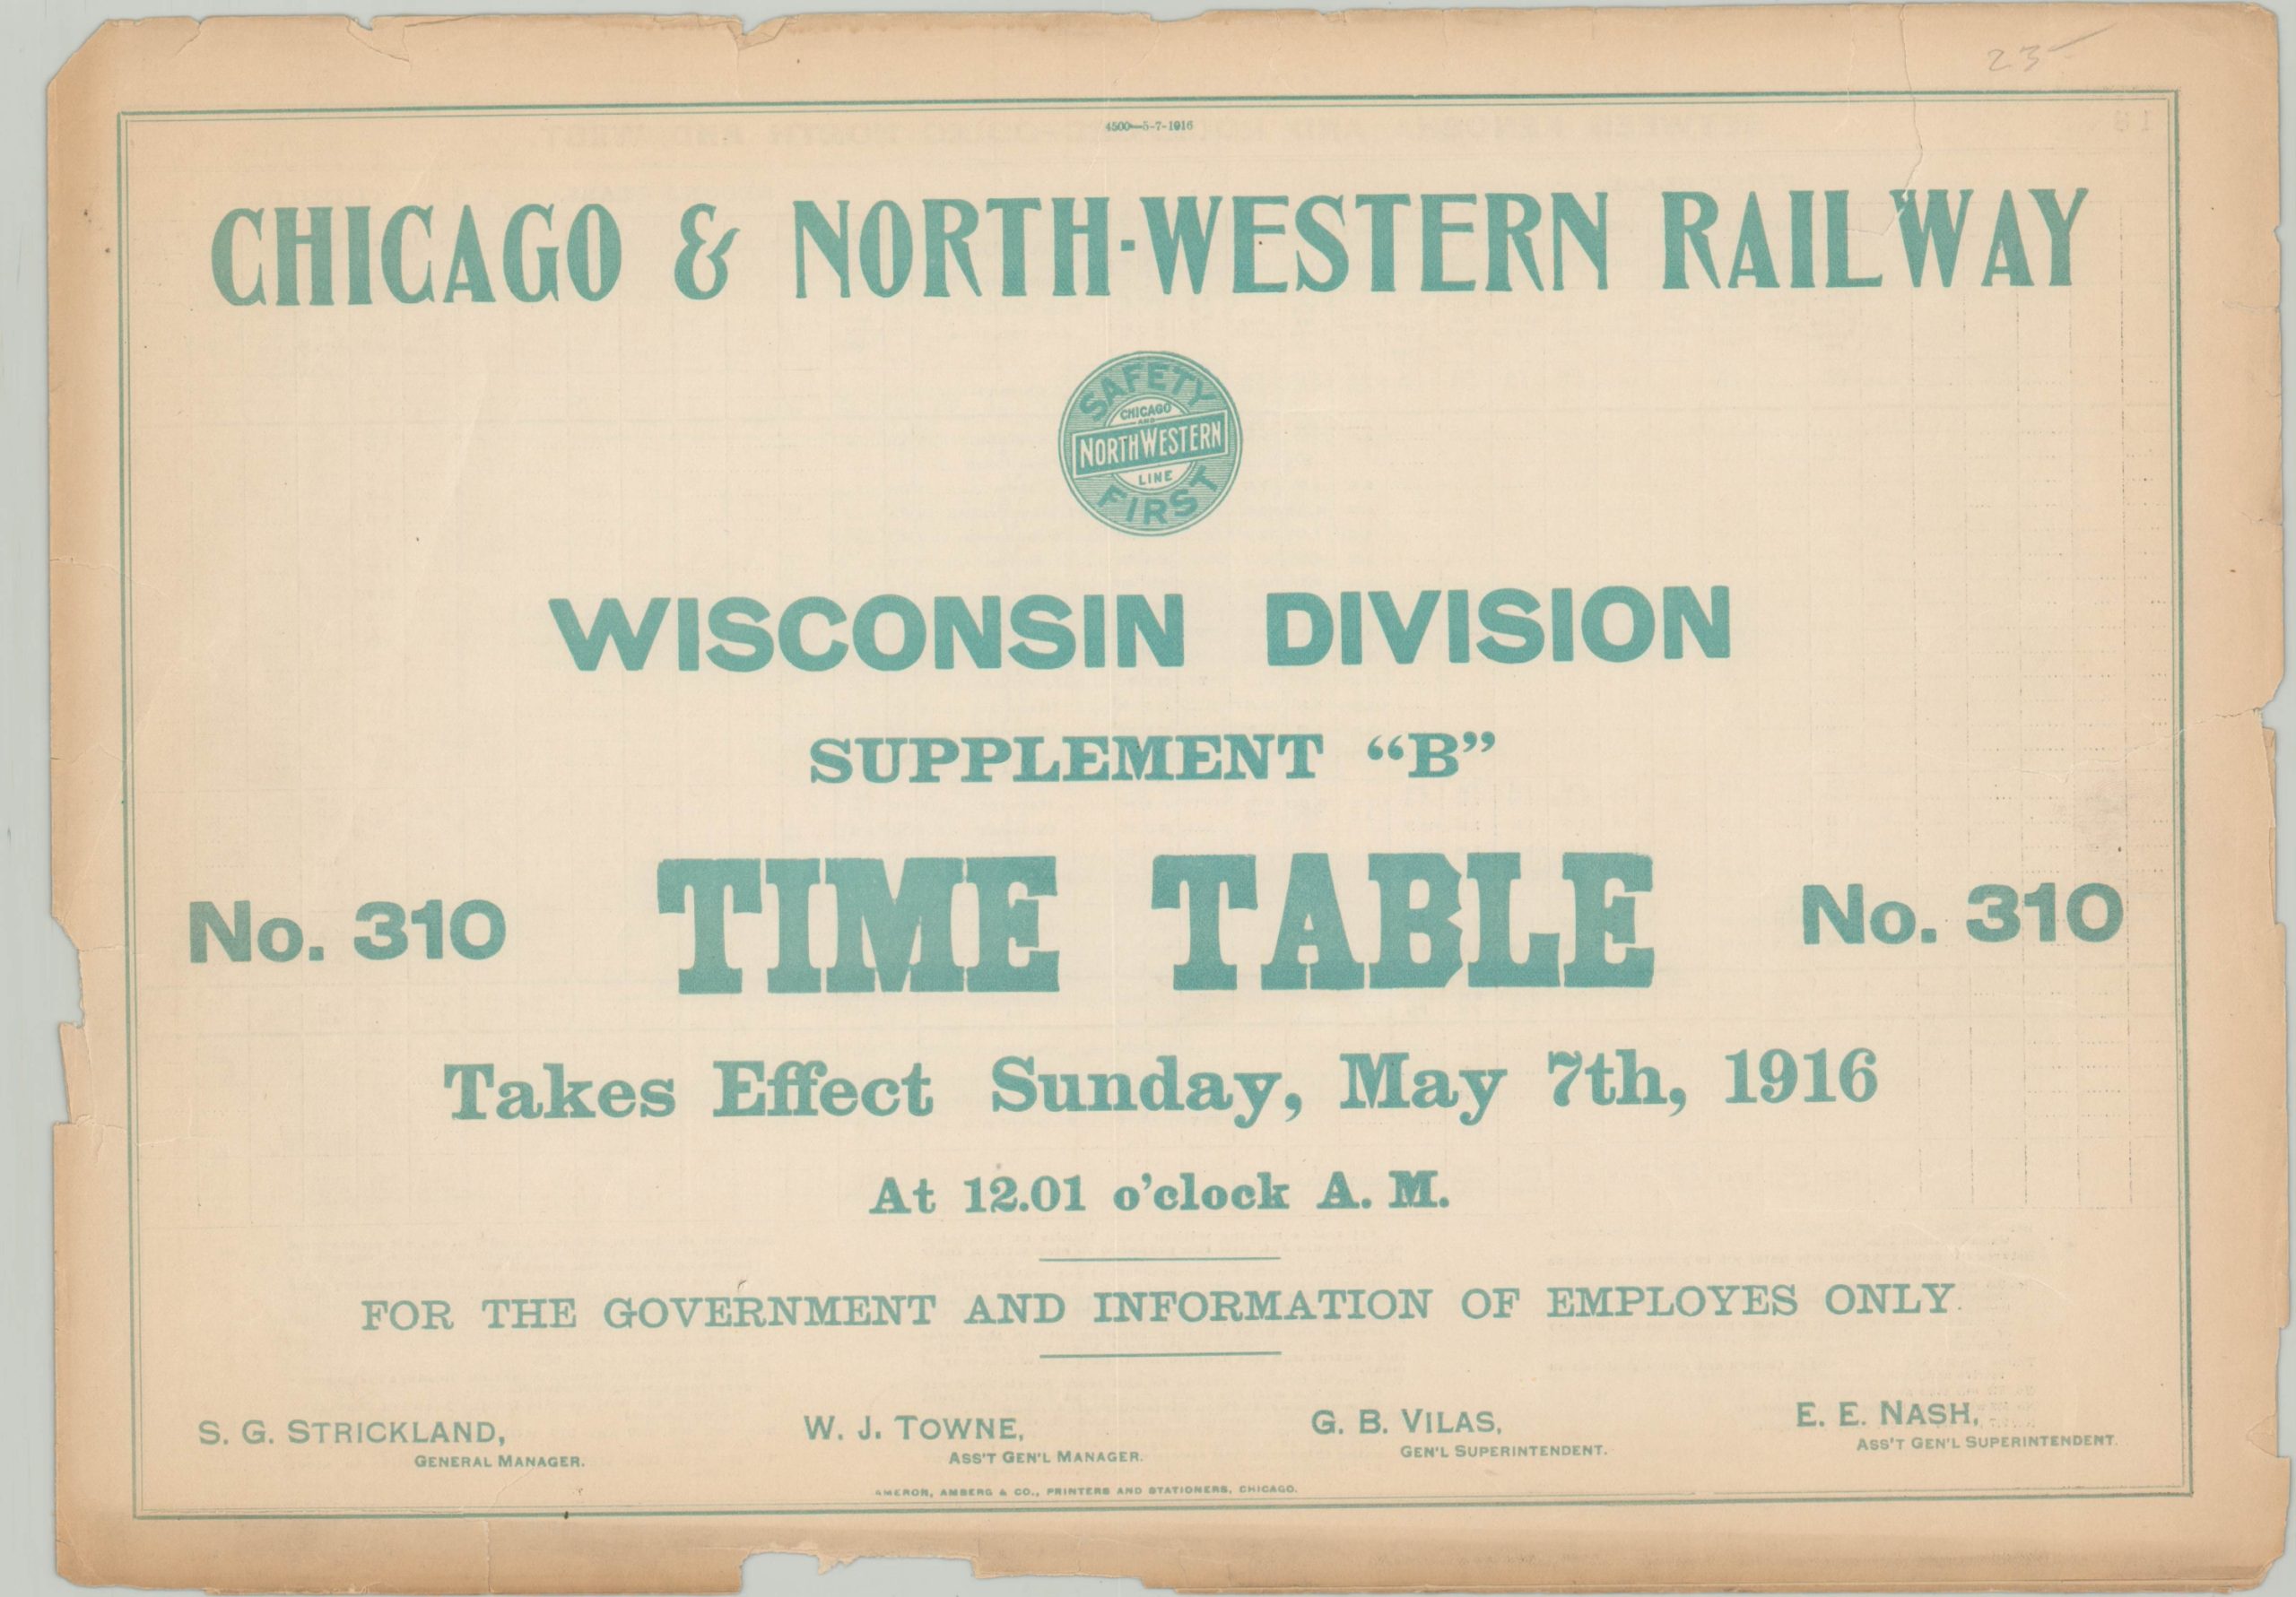 23-
4500—5-7-1916
CHICAGO & NORTH-WESTERN RAILWAY
SAFETY
CHICAGO
AND
NORTH WESTERN
LINE
FIRST
WISCONSIN DIVISION
SUPPLEMENT “B”
No. 310 TIME TABLE No. 310
Takes Effect Sunday, May 7th, 1916
At 12.01 o’clock A. M.
FOR THE GOVERNMENT AND INFORMATION OF EMPLOYES ONLY.
S. G. STRICKLAND, W. J. TOWNE, G. B. VILAS, E. E. NASH,
GENERAL MANAGER. ASS'T GEN'L MANAGER. GEN'L SUPERINTENDENT. ASS'T GEN'L SUPERINTENDENT.
AMERON, AMBERG & CO., PRINTERS AND STATIONERS, CHICAGO.